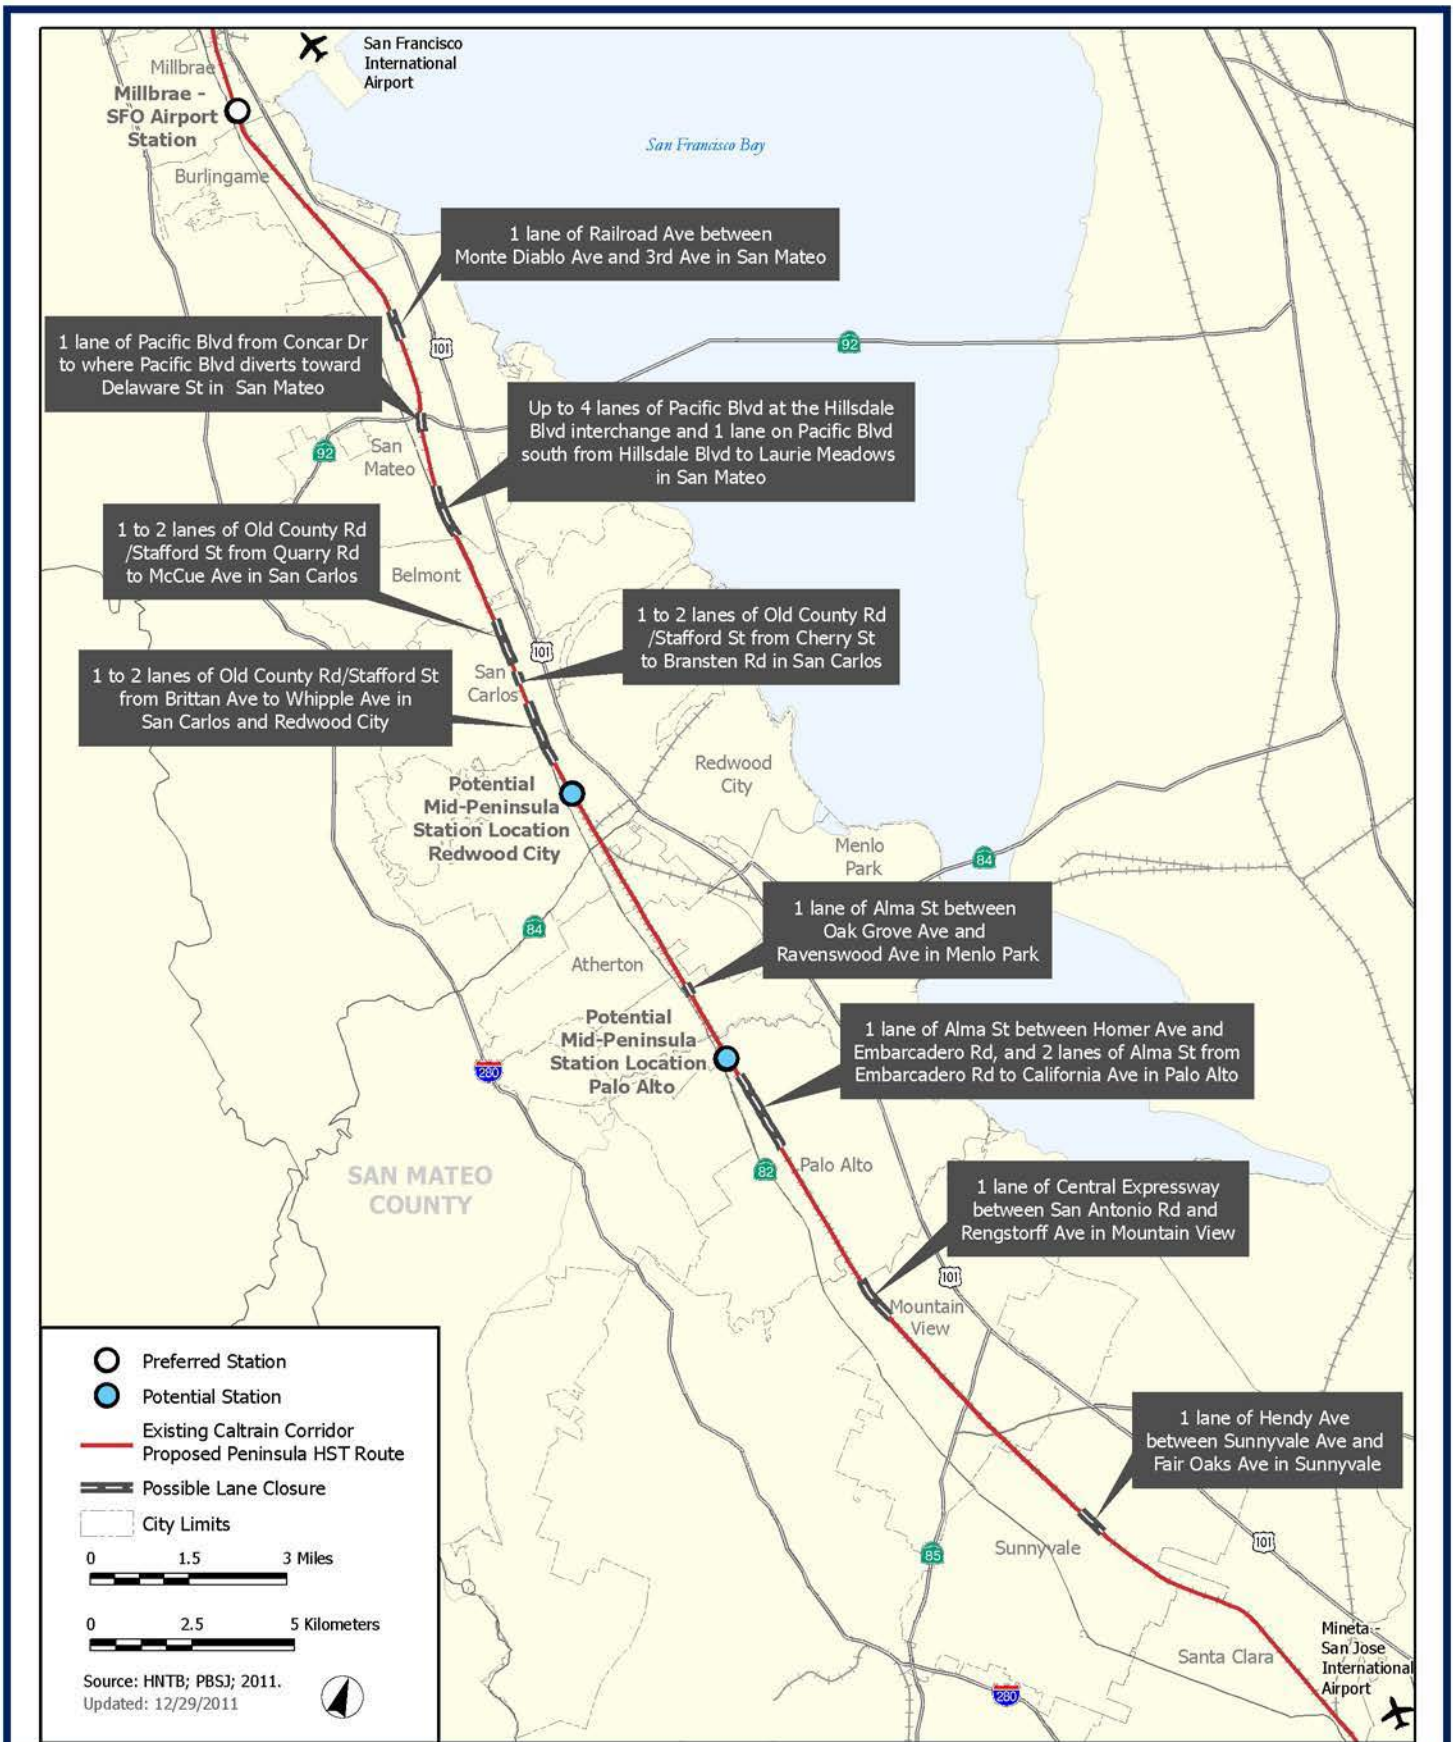 San Francisco
International
Airport
Millbrae
Millbrae -
SFO Airport
Station
San Francisco Bay
Burlingame
1 lane of Railroad Ave between
Monte Diablo Ave and 3rd Ave in San Mateo
101
92
1 lane of Pacific Blvd from Concar Dr
to where Pacific Blvd diverts toward
Delaware St in San Mateo
Up to 4 lanes of Pacific Blvd at the Hillsdale
Blvd interchange and 1 lane on Pacific Blvd
south from Hillsdale Blvd to Laurie Meadows
in San Mateo
92
San
Mateo
1 to 2 lanes of Old County Rd
/Stafford St from Quarry Rd
to McCue Ave in San Carlos
Belmont
1 to 2 lanes of Old County Rd
/Stafford St from Cherry St
to Bransten Rd in San Carlos
101
1 to 2 lanes of Old County Rd/Stafford St
from Brittan Ave to Whipple Ave in
San Carlos and Redwood City
San
Carlos
Redwood
City
Potential
Mid-Peninsula
Station Location
Redwood City
Menlo
Park
84
1 lane of Alma St between
Oak Grove Ave and
Ravenswood Ave in Menlo Park
84
Atherton
Potential
Mid-Peninsula
Station Location
Palo Alto
1 lane of Alma St between Homer Ave and
Embarcadero Rd, and 2 lanes of Alma St from
Embarcadero Rd to California Ave in Palo Alto
280
82
Palo Alto
SAN MATEO
COUNTY
1 lane of Central Expressway
between San Antonio Rd and
Rengstorff Ave in Mountain View
101
Mountain
View
1 lane of Hendy Ave
between Sunnyvale Ave and
Fair Oaks Ave in Sunnyvale
Sunnyvale
101
85
Santa Clara
Mineta -
San Jose
International
Airport
280
Preferred Station
Potential Station
Existing Caltrain Corridor
Proposed Peninsula HST Route
Possible Lane Closure
City Limits
0 1.5 3 Miles
0 2.5 5 Kilometers
Source: HNTB; PBSJ; 2011.
Updated: 12/29/2011